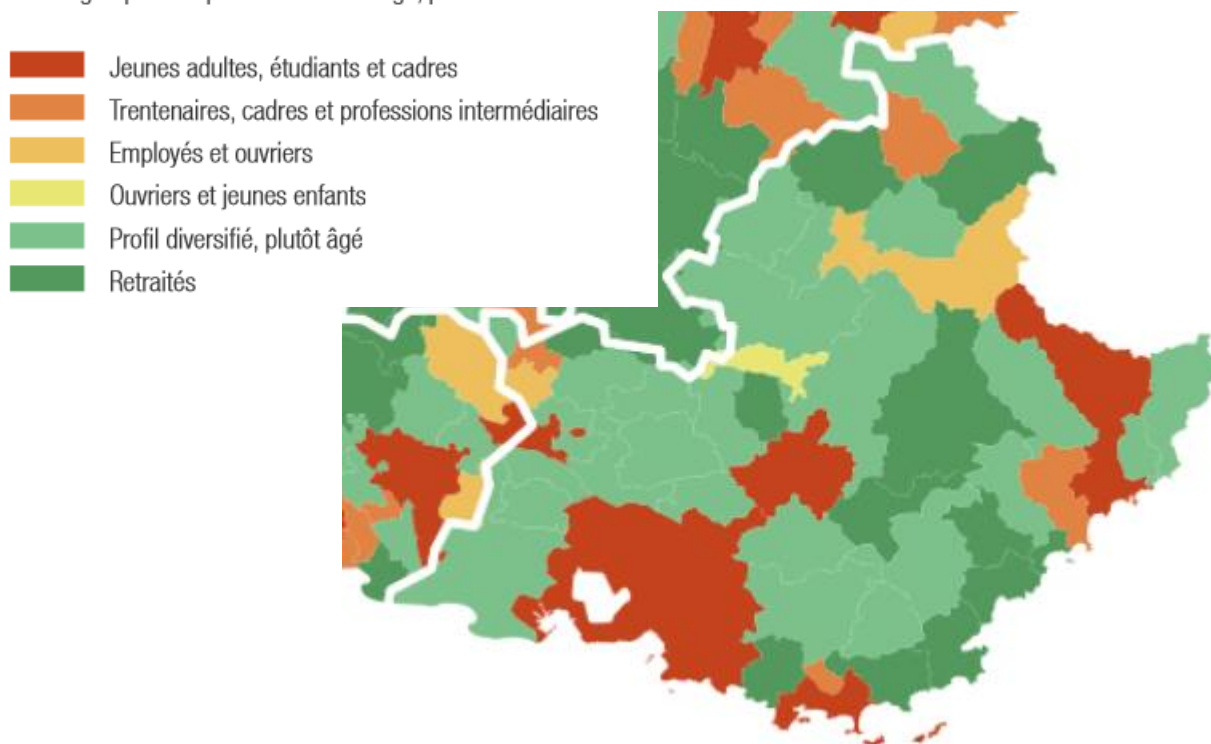 Jeunes adultes, étudiants et cadres
Trentenaires, cadres et professions intermédiaires
Employés et ouvriers
Ouvriers et jeunes enfants
Profil diversifié, plutôt âgé
Retraités